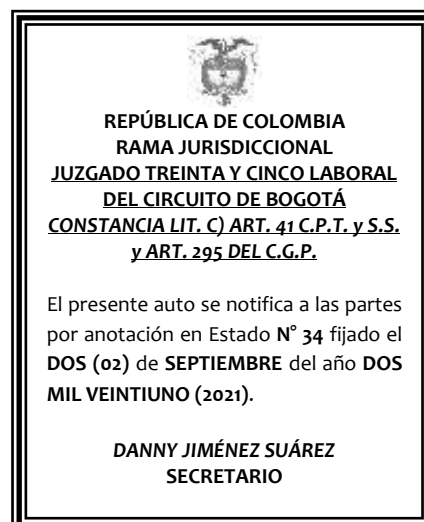 REPÚBLICA DE COLOMBIA
RAMA JURISDICCIONAL
JUZGADO TREINTA Y CINCO LABORAL
DEL CIRCUITO DE BOGOTÁ
CONSTANCIA LIT. C) ART. 41 C.P.T. y S.S.
y ART. 295 DEL C.G.P.
El presente auto se notifica a las partes
por anotación en Estado N° 34 fijado el
DOS (02) de SEPTIEMBRE del año DOS
MIL VEINTIUNO (2021).
DANNY JIMÉNEZ SUÁREZ
SECRETARIO